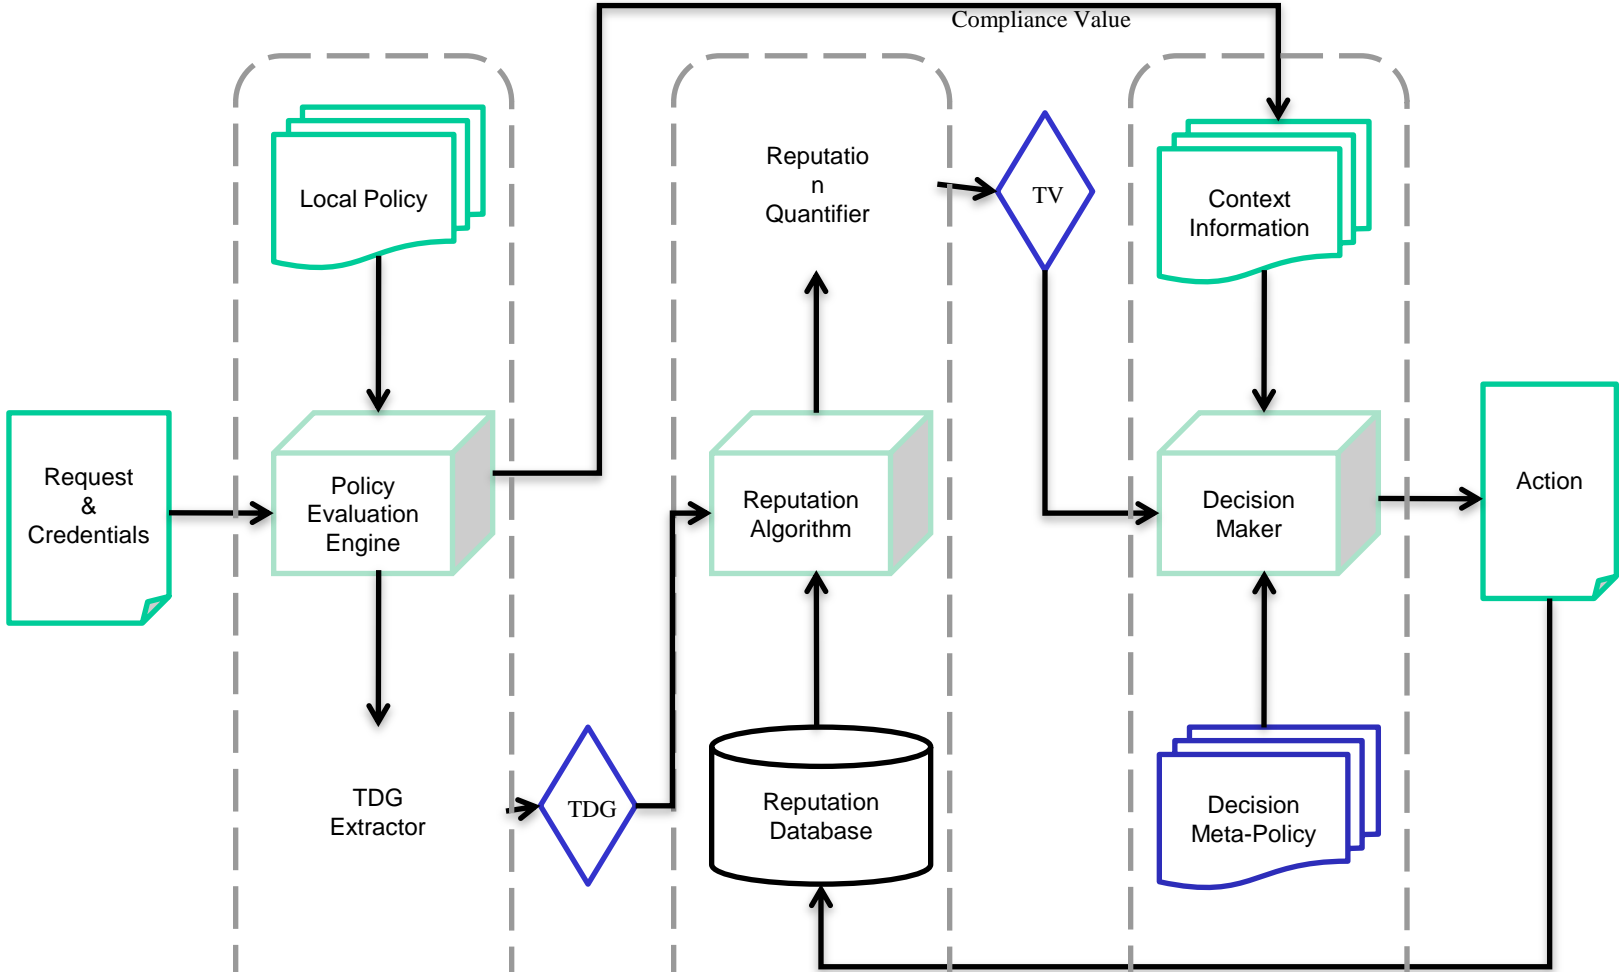 Compliance Value
Local Policy
Reputatio
n
Quantifier
TV
Context
Information
Request
&
Credentials
Policy
Evaluation
Engine
Reputation
Algorithm
Decision
Maker
Action
TDG
Extractor
TDG
Reputation
Database
Decision
Meta-Policy